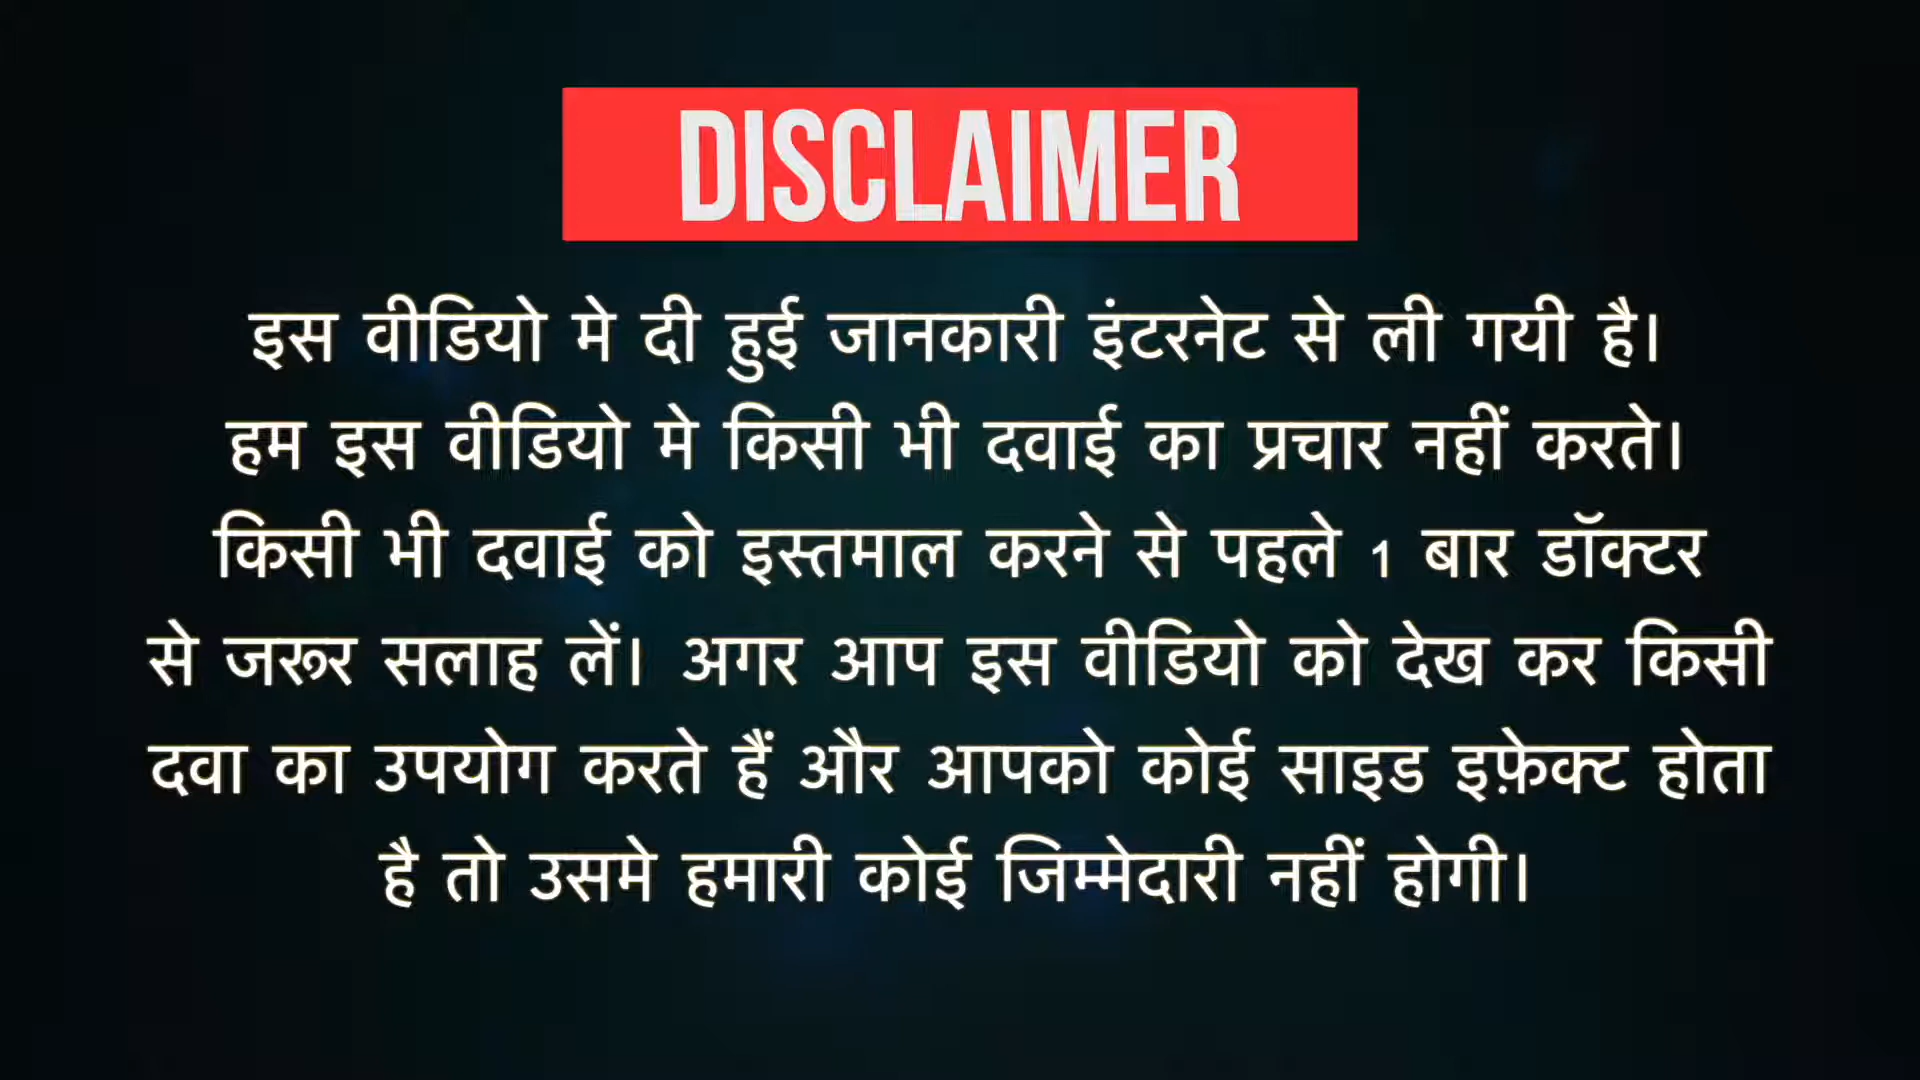 DISCLAIMER
इस वीडियो मे दी हुई जानकारी इंटरनेट से ली गयी है।
हम इस वीडियो मे किसी भी दवाई का प्रचार नहीं करते।
किसी भी दवाई को इस्तमाल करने से पहले 1 बार डॉक्टर
से जरूर सलाह लें। अगर आप इस वीडियो को देख कर किसी
दवा का उपयोग करते हैं और आपको कोई साइड इफ़ेक्ट होता
है तो उसमे हमारी कोई जिम्मेदारी नहीं होगी।